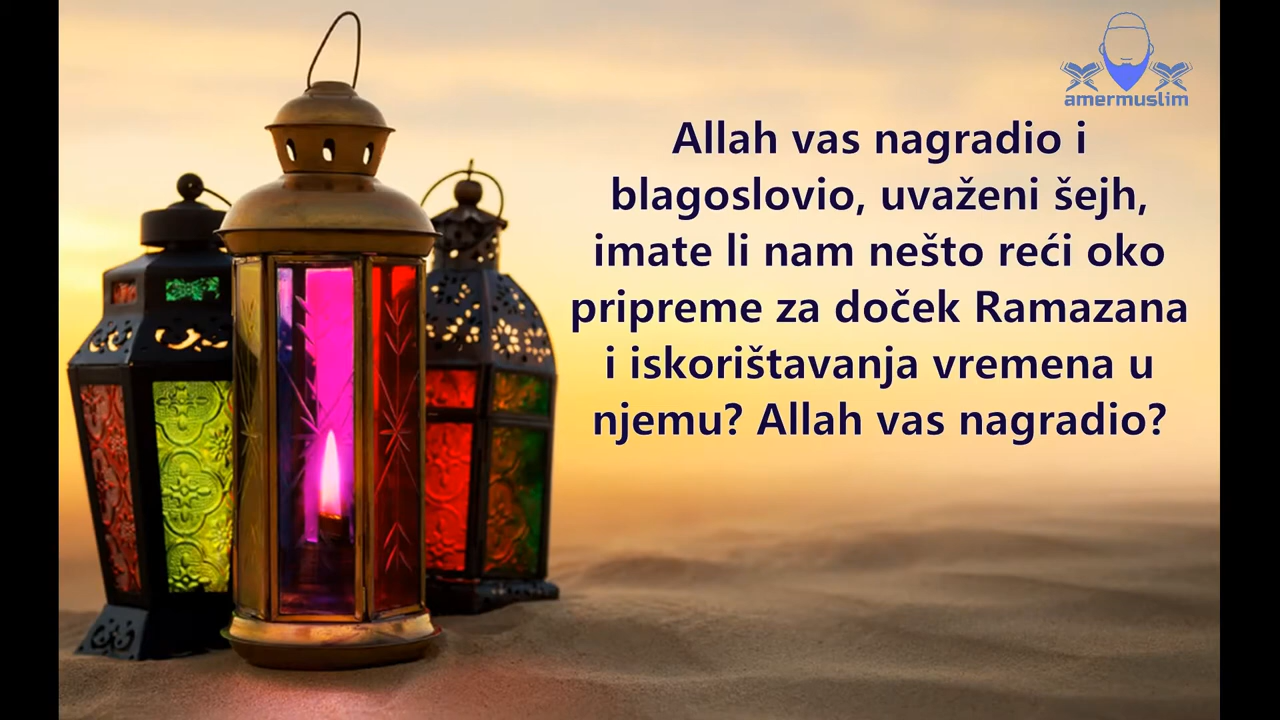 amermuslim
Allah vas nagradio i
blagoslovio, uvaženi šejh,
imate li nam nešto reći oko
pripreme za doček Ramazana
i iskorištavanja vremena u
njemu? Allah vas nagradio?